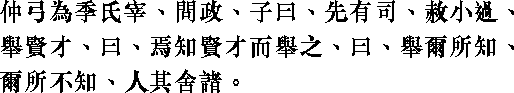 仲弓為季氏宰、問政、子曰、先有司、赦小過、
舉賢才、曰、焉知賢才而舉之、曰、舉爾所知、
爾所不知、人其舍諸。